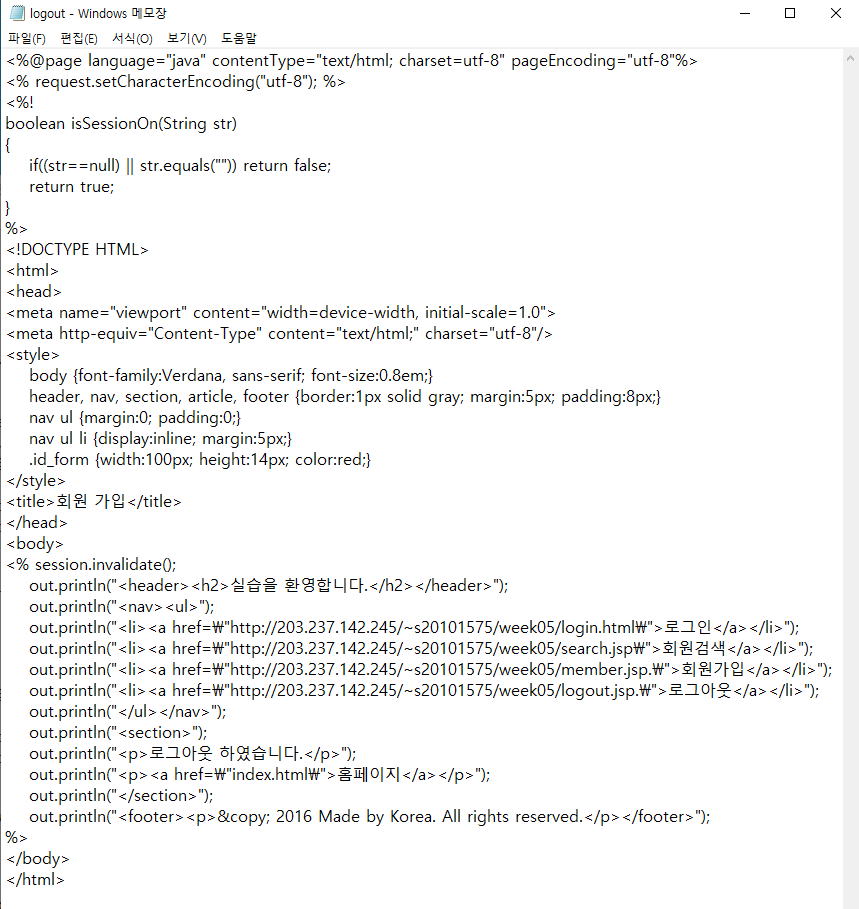 logout - Windows 메모장
파일(F) 편집(E) 서식(O) 보기(V) 도움말
<%@page language="java" contentType="text/html; charset=utf-8" pageEncoding="utf-8"%>
<% request.setCharacterEncoding("utf-8"); %>
<%!
boolean isSessionOn(String str)
{
if((str==null) || str.equals("")) return false;
return true;
}
%>
<!DOCTYPE HTML>
<html>
<head>
<meta name="viewport" content="width=device-width, initial-scale=1.0">
<meta http-equiv="Content-Type" content="text/html;" charset="utf-8"/>
<style>
body {font-family:Verdana, sans-serif; font-size:0.8em;}
header, nav, section, article, footer {border:1px solid gray; margin:5px; padding:8px;}
nav ul {margin:0; padding:0;}
nav ul li {display:inline; margin:5px;}
.id_form {width:100px; height:14px; color:red;}
</style>
<title>회원 가입</title>
</head>
<body>
<% session.invalidate();
out.println("<header><h2>실습을 환영합니다.</h2></header>");
out.println("<nav><ul>");
out.println("<li><a href=₩"http://203.237.142.245/~s20101575/week05/login.html₩">로그인</a></li>");
out.println("<li><a href=₩"http://203.237.142.245/~s20101575/week05/search.jsp₩">회원검색</a></li>");
out.println("<li><a href=₩"http://203.237.142.245/~s20101575/week05/member.jsp.₩">회원가입</a></li>");
out.println("<li><a href=₩"http://203.237.142.245/~s20101575/week05/logout.jsp.₩">로그아웃</a></li>");
out.println("</ul></nav>");
out.println("<section>");
out.println("<p>로그아웃 하였습니다.</p>");
out.println("<p><a href=₩"index.html₩">홈페이지</a></p>");
out.println("</section>");
out.println("<footer><p>&copy; 2016 Made by Korea. All rights reserved.</p></footer>");
%>
</body>
</html>